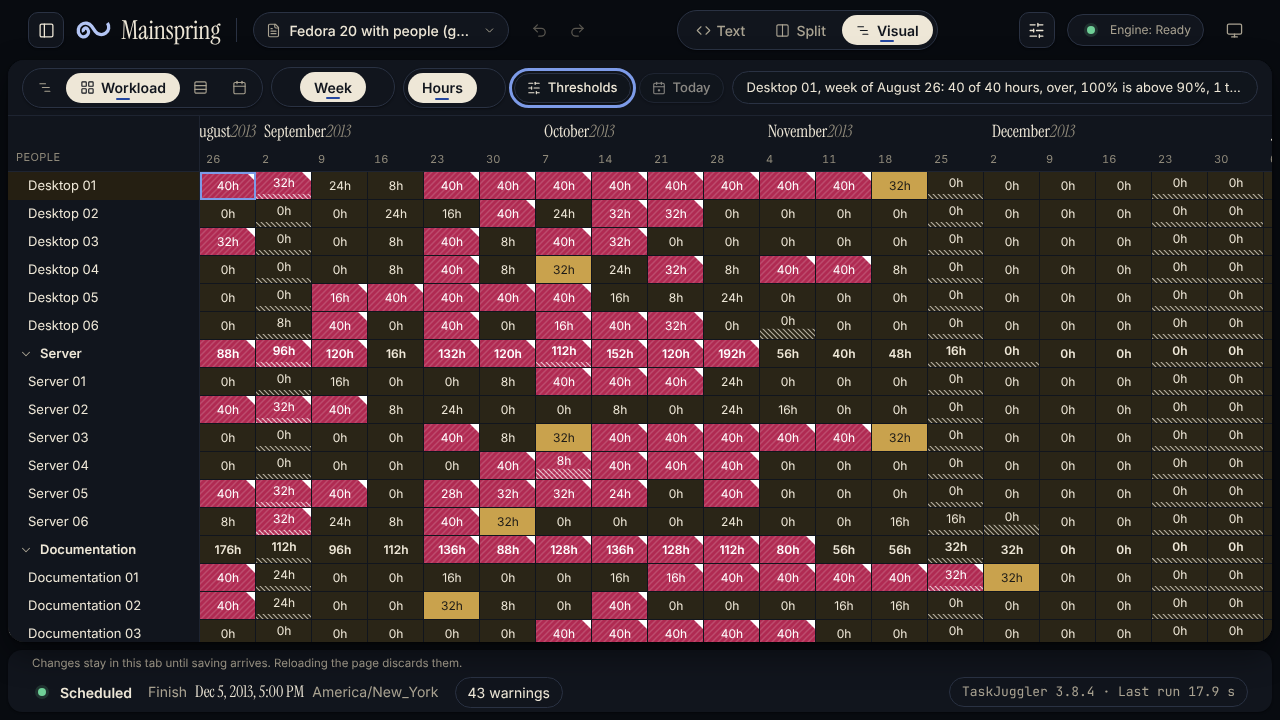 Mainspring
Fedora 20 with people (g...
Text Split Visual
Engine: Ready
Workload Week Hours Thresholds Today Desktop 01, week of August 26: 40 of 40 hours, over, 100% is above 90%, 1 t...
ugust 2013 September 2013 October 2013 November 2013 December 2013
PEOPLE 26 2 9 16 23 30 7 14 21 28 4 11 18 25 2 9 16 23 30
Desktop 01 40h 32h 24h 8h 40h 40h 40h 40h 40h 40h 40h 40h 32h 0h 0h 0h 0h 0h 0h
Desktop 02 0h 0h 0h 24h 16h 40h 24h 32h 32h 0h 0h 0h 0h 0h 0h 0h 0h 0h 0h
Desktop 03 32h 0h 0h 8h 40h 8h 40h 32h 0h 0h 0h 0h 0h 0h 0h 0h 0h 0h 0h
Desktop 04 0h 0h 0h 8h 40h 8h 32h 24h 32h 8h 40h 40h 8h 0h 0h 0h 0h 0h 0h
Desktop 05 0h 0h 16h 40h 40h 40h 40h 16h 8h 24h 0h 0h 0h 0h 0h 0h 0h 0h 0h
Desktop 06 0h 8h 40h 0h 40h 0h 16h 40h 32h 0h 0h 0h 0h 0h 0h 0h 0h 0h 0h
Server 88h 96h 120h 16h 132h 120h 112h 152h 120h 192h 56h 40h 48h 16h 0h 0h 0h 0h 0h
Server 01 0h 0h 16h 0h 0h 8h 40h 40h 40h 24h 0h 0h 0h 0h 0h 0h 0h 0h 0h
Server 02 40h 32h 40h 8h 24h 0h 0h 8h 0h 24h 16h 0h 0h 0h 0h 0h 0h 0h 0h
Server 03 0h 0h 0h 0h 40h 8h 32h 40h 40h 40h 40h 40h 32h 0h 0h 0h 0h 0h 0h
Server 04 0h 0h 0h 0h 0h 40h 8h 40h 40h 40h 0h 0h 0h 0h 0h 0h 0h 0h 0h
Server 05 40h 32h 40h 0h 28h 32h 32h 24h 0h 40h 0h 0h 0h 0h 0h 0h 0h 0h 0h
Server 06 8h 32h 24h 8h 40h 32h 0h 0h 0h 24h 0h 0h 16h 16h 0h 0h 0h 0h 0h
Documentation 176h 112h 96h 112h 136h 88h 128h 136h 128h 112h 80h 56h 56h 32h 32h 0h 0h 0h 0h
Documentation 01 40h 24h 0h 0h 16h 0h 0h 16h 16h 40h 40h 40h 40h 32h 32h 0h 0h 0h 0h
Documentation 02 40h 24h 0h 0h 32h 8h 0h 40h 0h 0h 0h 16h 16h 0h 0h 0h 0h 0h 0h
Documentation 03 0h 0h 0h 0h 0h 0h 40h 40h 40h 40h 40h 0h 0h 0h 0h 0h 0h 0h 0h
Changes stay in this tab until saving arrives. Reloading the page discards them.
Scheduled Finish Dec 5, 2013, 5:00 PM America/New_York 43 warnings
TaskJuggler 3.8.4 · Last run 17.9 s